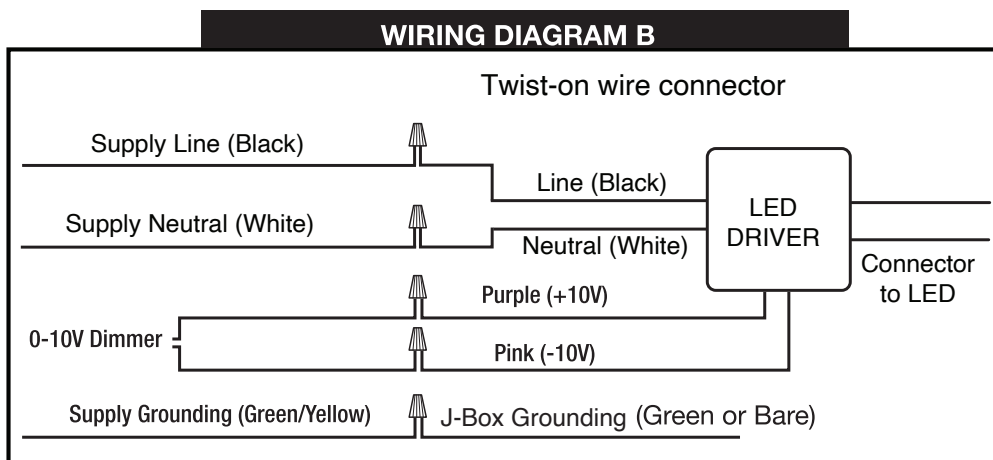 WIRING DIAGRAM B
Twist-on wire connector
Supply Line (Black)
Line (Black)
Supply Neutral (White)
Neutral (White)
LED
DRIVER
Connector
to LED
Purple (+10V)
0-10V Dimmer
Pink (-10V)
Supply Grounding (Green/Yellow)
J-Box Grounding (Green or Bare)